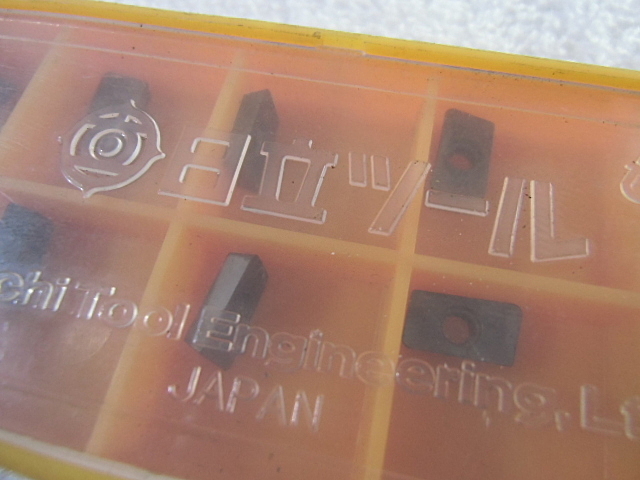 日立ツール
chi Tool Engineering, Lt
JAPAN